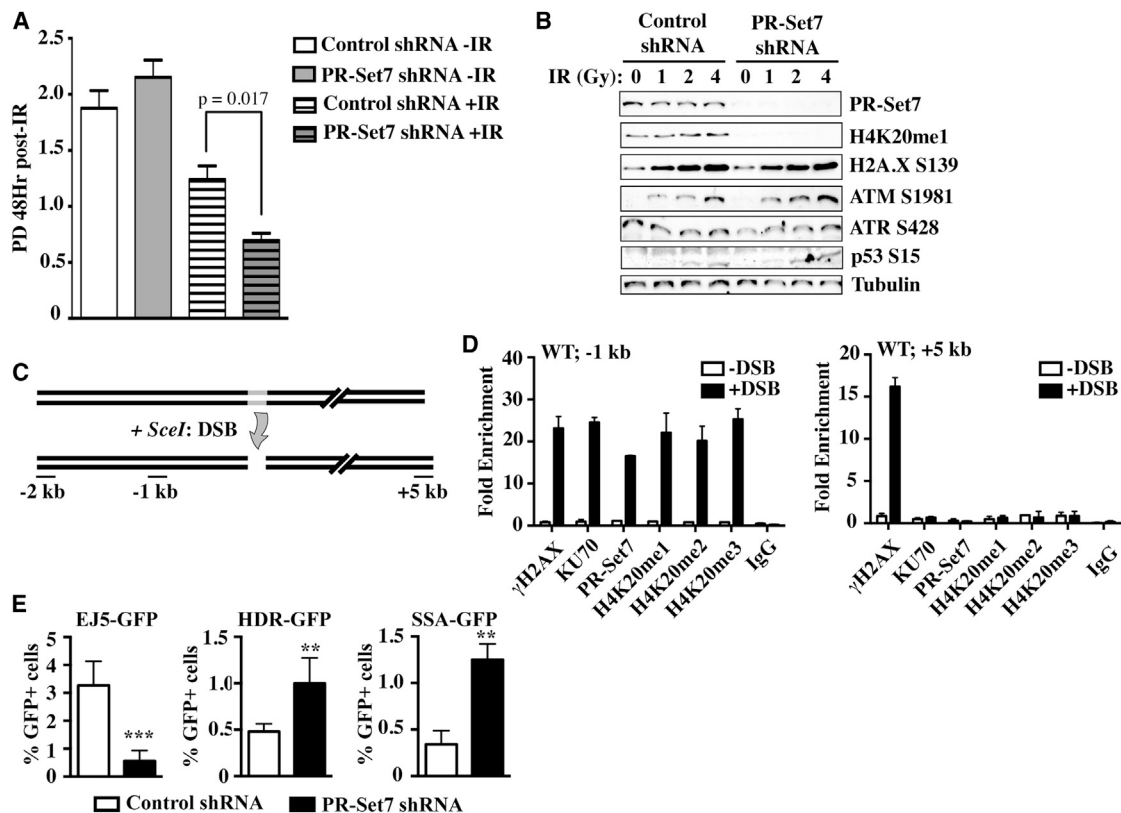 A
PD 48Hr post-IR
2.5
2.0
1.5
1.0
0.5
0
p = 0.017
Control shRNA -IR
PR-Set7 shRNA -IR
Control shRNA +IR
PR-Set7 shRNA +IR
B
Control shRNA
PR-Set7 shRNA
IR (Gy): 0 1 2 4 0 1 2 4
PR-Set7
H4K20me1
H2A.X S139
ATM S1981
ATR S428
p53 S15
Tubulin
C
+ SceI: DSB
-2 kb
-1 kb
+5 kb
D
WT; -1 kb
-DSB
+DSB
Fold Enrichment
40
30
20
10
0
γH2AX
KU70
PR-Set7
H4K20me1
H4K20me2
H4K20me3
IgG
WT; +5 kb
-DSB
+DSB
Fold Enrichment
20
15
10
5
0
γH2AX
KU70
PR-Set7
H4K20me1
H4K20me2
H4K20me3
IgG
E
EJ5-GFP
% GFP+ cells
5
4
3
2
1
0
***
HDR-GFP
% GFP+ cells
1.5
1.0
0.5
0
**
SSA-GFP
% GFP+ cells
1.5
1.0
0.5
0
**
Control shRNA
PR-Set7 shRNA